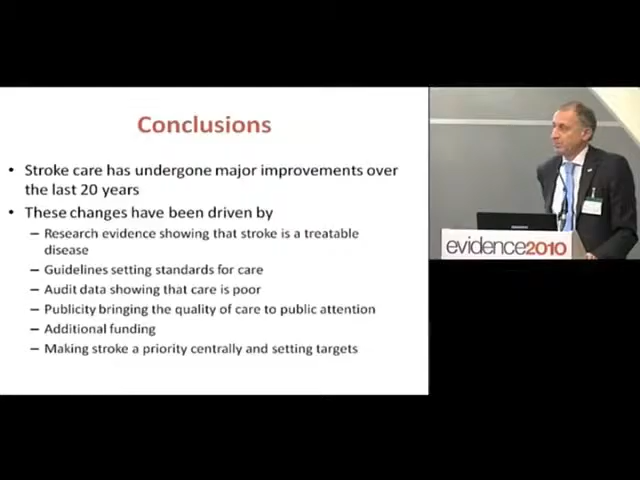 Conclusions
• Stroke care has undergone major improvements over
the last 20 years
• These changes have been driven by
– Research evidence showing that stroke is a treatable
disease
– Guidelines setting standards for care
– Audit data showing that care is poor
– Publicity bringing the quality of care to public attention
– Additional funding
– Making stroke a priority centrally and setting targets
evidence2010